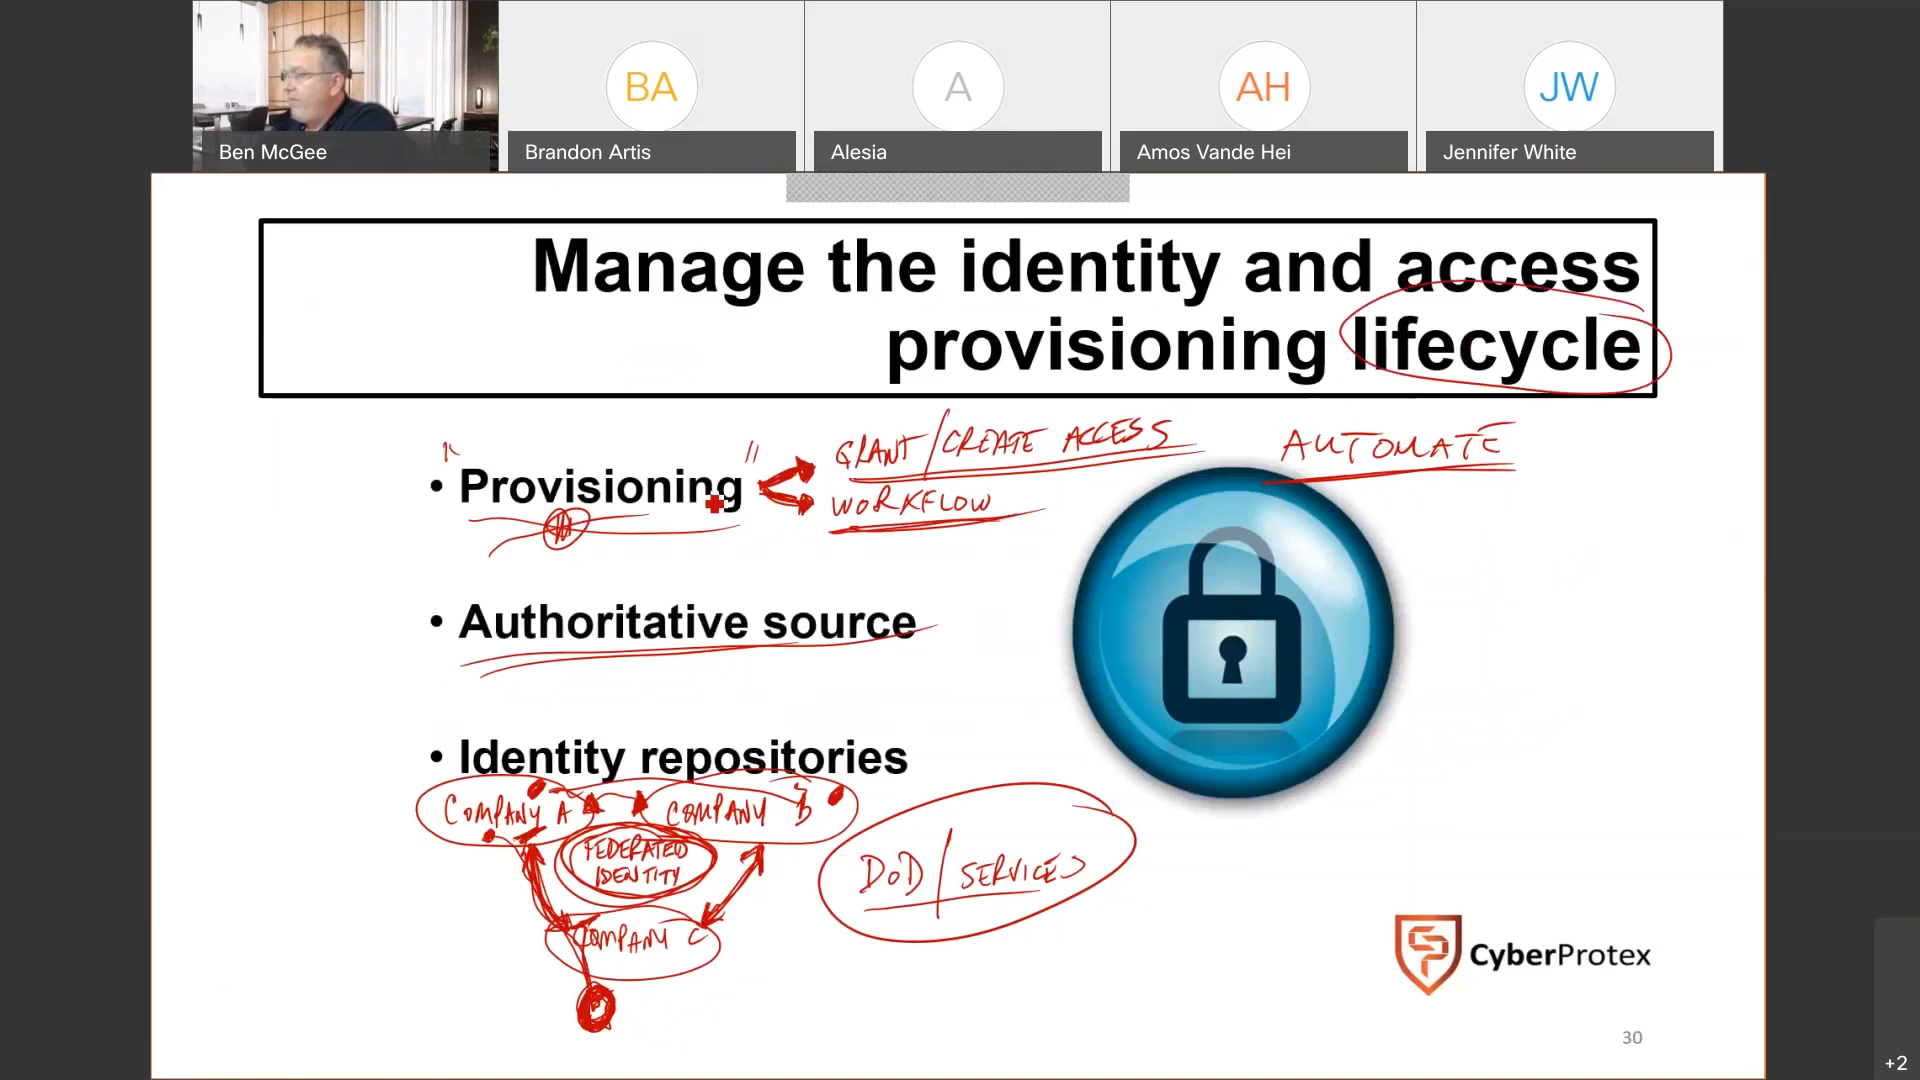 BA
A
AH
JW
Ben McGee
Brandon Artis
Alesia
Amos Vande Hei
Jennifer White
Manage the identity and access
provisioning lifecycle
" • Provisioning "
GRANT/CREATE ACCESS
WORKFLOW
AUTOMATE
• Authoritative source
• Identity repositories
COMPANY A
COMPANY B
FEDERATED
IDENTITY
COMPANY C
DoD/SERVICES
CyberProtex
30
+2